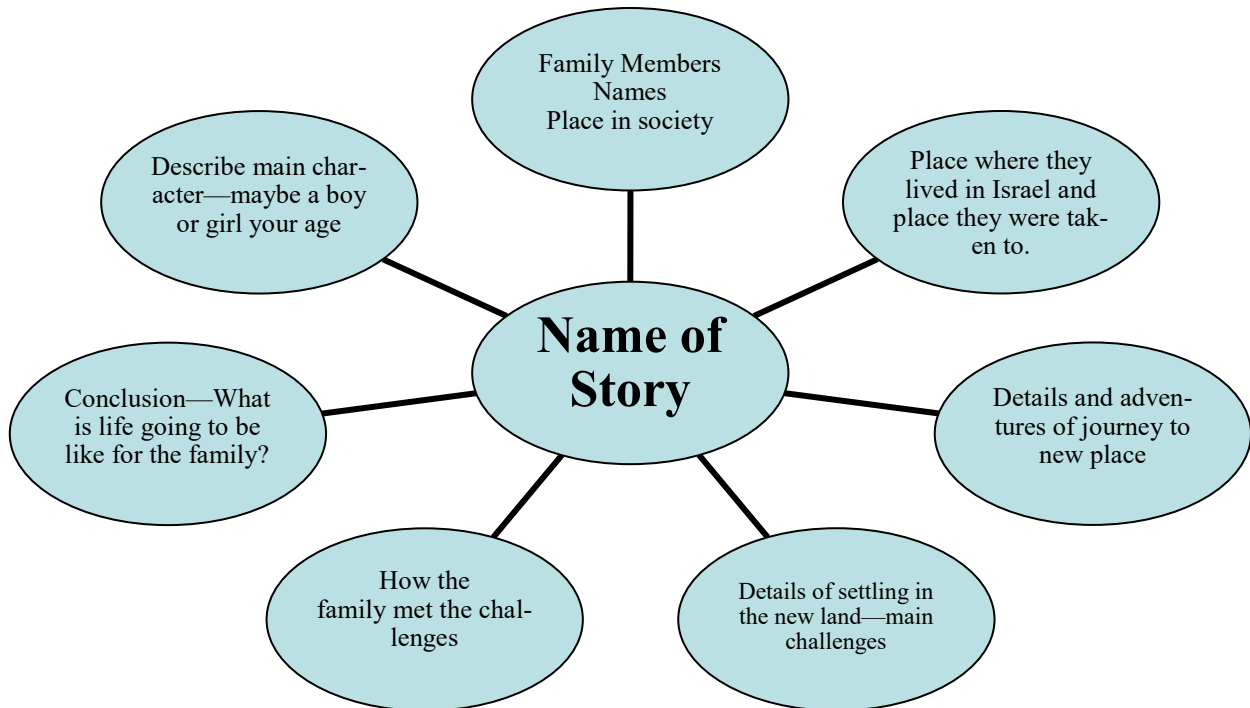 Family Members
Names
Place in society
Describe main char-
acter—maybe a boy
or girl your age
Place where they
lived in Israel and
place they were tak-
en to.
Name of
Story
Conclusion—What
is life going to be
like for the family?
Details and adven-
tures of journey to
new place
How the
family met the chal-
lenges
Details of settling in
the new land—main
challenges